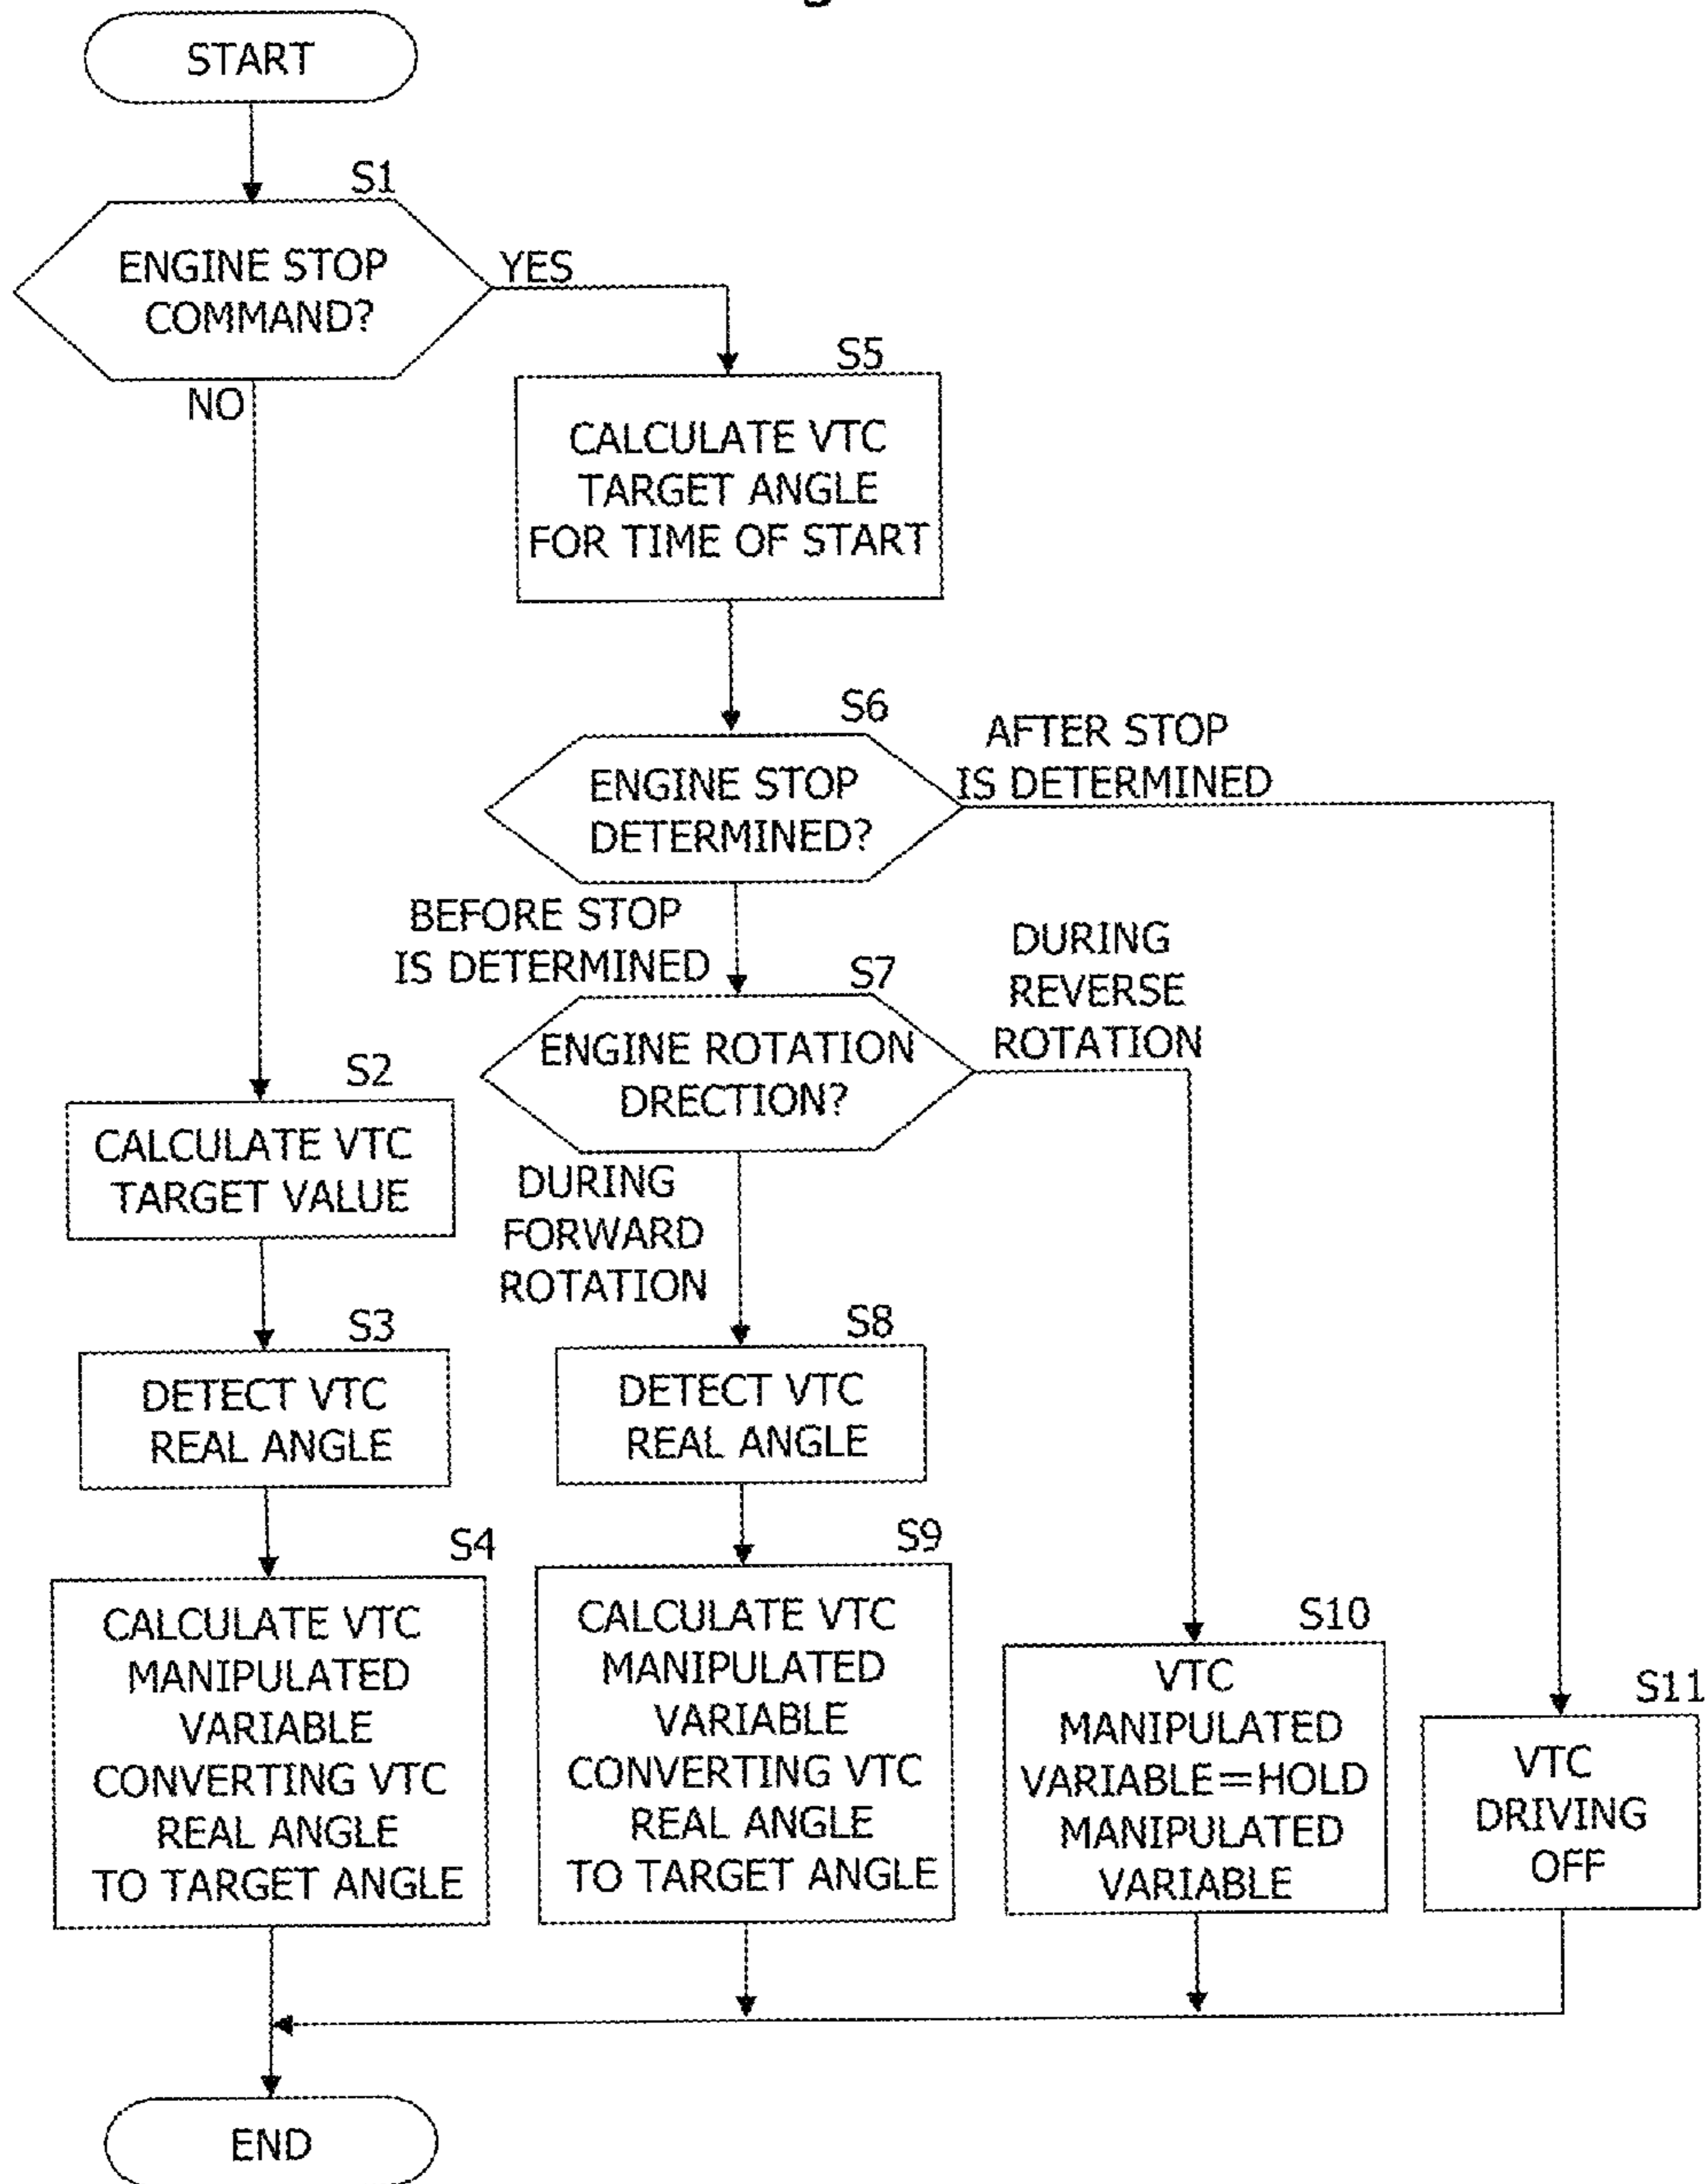 START
S1
ENGINE STOP
COMMAND?
YES
NO
S5
CALCULATE VTC
TARGET ANGLE
FOR TIME OF START
S6
ENGINE STOP
DETERMINED?
AFTER STOP
IS DETERMINED
BEFORE STOP
IS DETERMINED
S7
ENGINE ROTATION
DRECTION?
DURING
REVERSE
ROTATION
DURING
FORWARD
ROTATION
S2
CALCULATE VTC
TARGET VALUE
S3
DETECT VTC
REAL ANGLE
S8
DETECT VTC
REAL ANGLE
S4
CALCULATE VTC
MANIPULATED
VARIABLE
CONVERTING VTC
REAL ANGLE
TO TARGET ANGLE
S9
CALCULATE VTC
MANIPULATED
VARIABLE
CONVERTING VTC
REAL ANGLE
TO TARGET ANGLE
S10
VTC
MANIPULATED
VARIABLE=HOLD
MANIPULATED
VARIABLE
S11
VTC
DRIVING
OFF
END